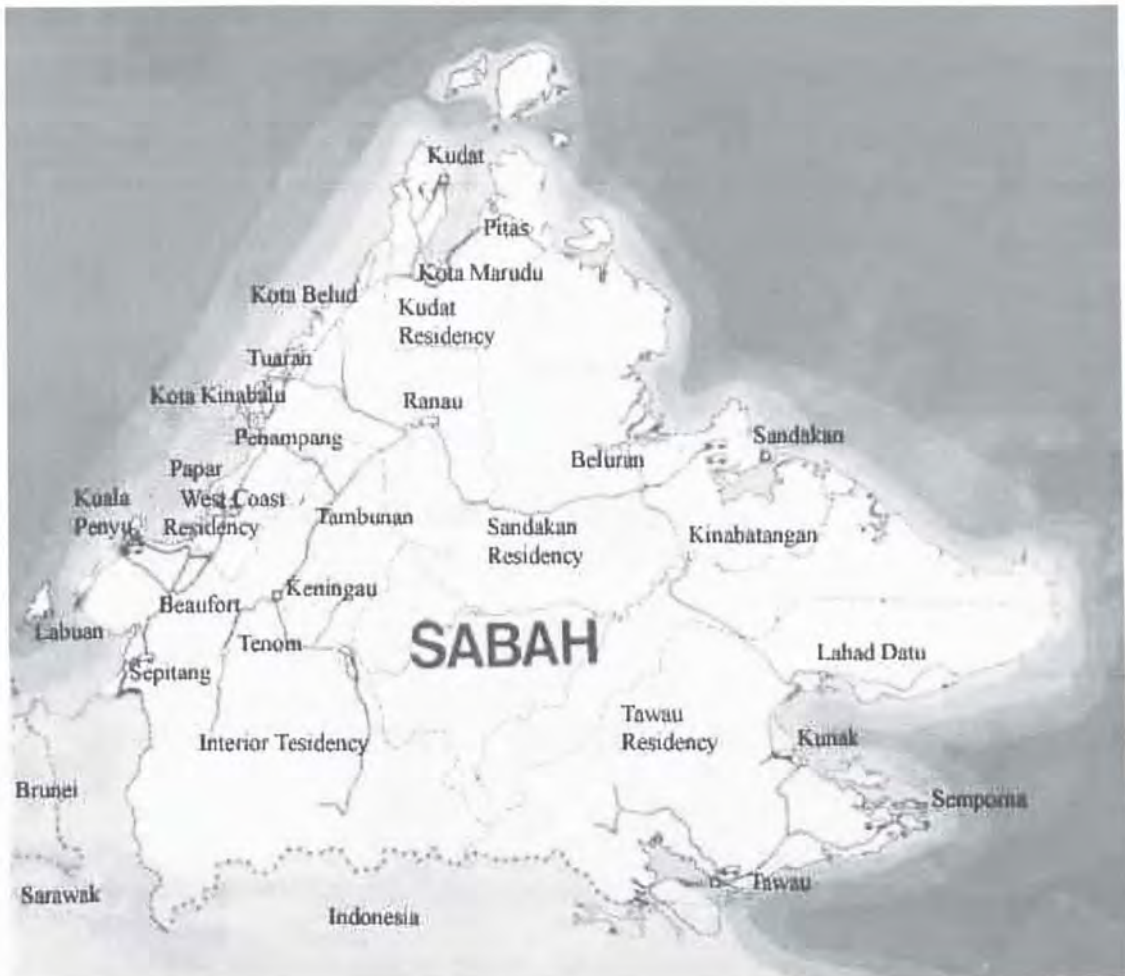 Kudat
Pitas
Kota Marudu
Kota Belud
Kudat
Residency
Tuaran
Kota Kinabalu
Ranau
Penampang
Sandakan
Beluran
Papar
Kuala
Penyu
West Coast
Residency
Tambunan
Sandakan
Residency
Kinabatangan
Keningau
Beaufort
Labuan
Tenom
SABAH
Lahad Datu
Sepitang
Tawau
Residency
Interior Tesidency
Kunak
Brunei
Semporna
Tawau
Sarawak
Indonesia